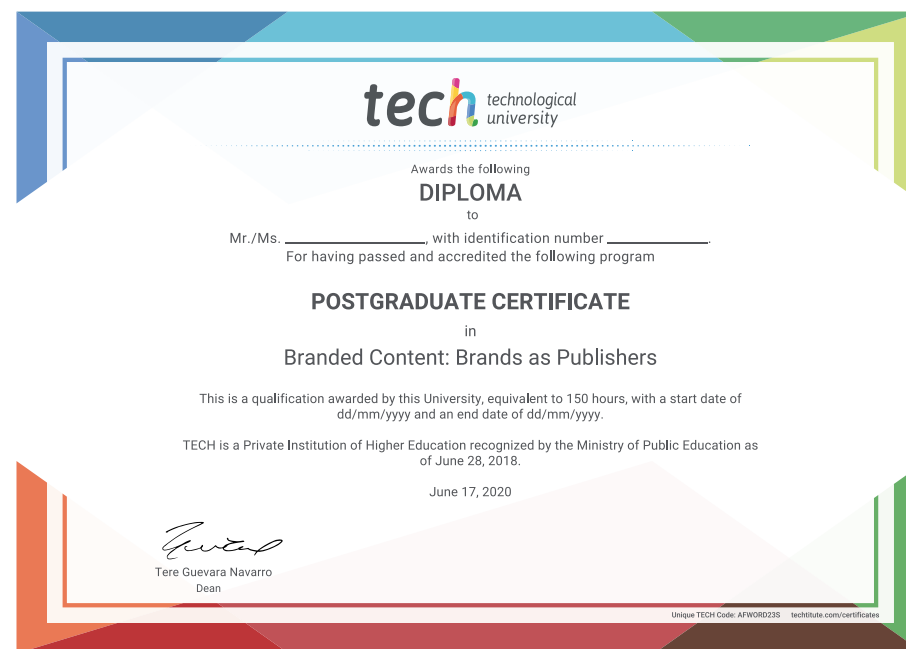 tech technological
university
Awards the following
DIPLOMA
to
Mr./Ms. ____________________, with identification number ______________.
For having passed and accredited the following program
POSTGRADUATE CERTIFICATE
in
Branded Content: Brands as Publishers
This is a qualification awarded by this University, equivalent to 150 hours, with a start date of
dd/mm/yyyy and an end date of dd/mm/yyyy.
TECH is a Private Institution of Higher Education recognized by the Ministry of Public Education as
of June 28, 2018.
June 17, 2020
Tere Guevara Navarro
Dean
Unique TECH Code: AFWORD23S techtitute.com/certificates